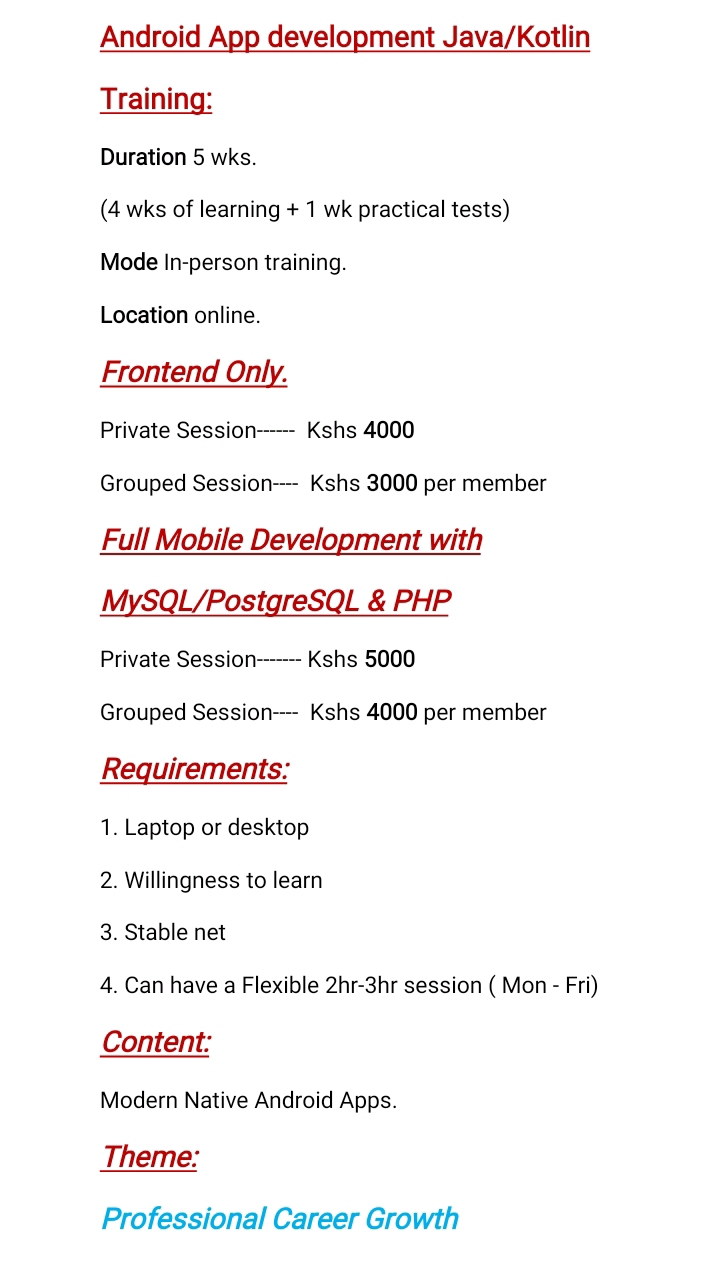 Android App development Java/Kotlin
Training:
Duration 5 wks.
(4 wks of learning + 1 wk practical tests)
Mode In-person training.
Location online.
Frontend Only.
Private Session------ Kshs 4000
Grouped Session---- Kshs 3000 per member
Full Mobile Development with
MySQL/PostgreSQL & PHP
Private Session------- Kshs 5000
Grouped Session---- Kshs 4000 per member
Requirements:
1. Laptop or desktop
2. Willingness to learn
3. Stable net
4. Can have a Flexible 2hr-3hr session ( Mon - Fri)
Content:
Modern Native Android Apps.
Theme:
Professional Career Growth